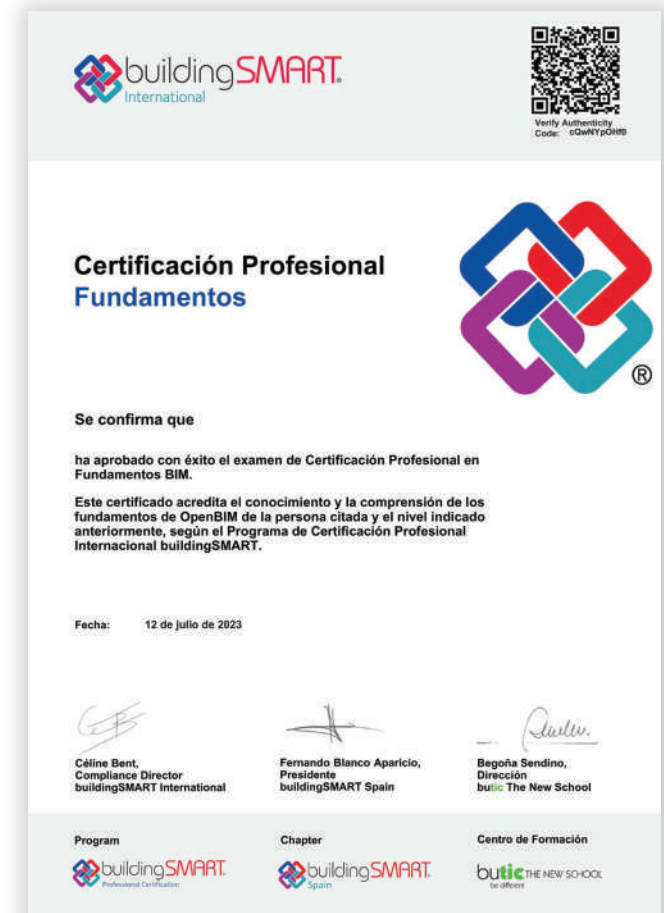 buildingSMART®
International
Verify Authenticity
Code: cQwNYpOHf0
Certificación Profesional
Fundamentos
®
Se confirma que
ha aprobado con éxito el examen de Certificación Profesional en
Fundamentos BIM.
Este certificado acredita el conocimiento y la comprensión de los
fundamentos de OpenBIM de la persona citada y el nivel indicado
anteriormente, según el Programa de Certificación Profesional
Internacional buildingSMART.
Fecha: 12 de julio de 2023
Céline Bent,
Compliance Director
buildingSMART International
Fernando Blanco Aparicio,
Presidente
buildingSMART Spain
Begoña Sendino,
Dirección
butic The New School
Program
buildingSMART
Professional Certification
Chapter
buildingSMART
Spain
Centro de Formación
butic THE NEW SCHOOL
be different